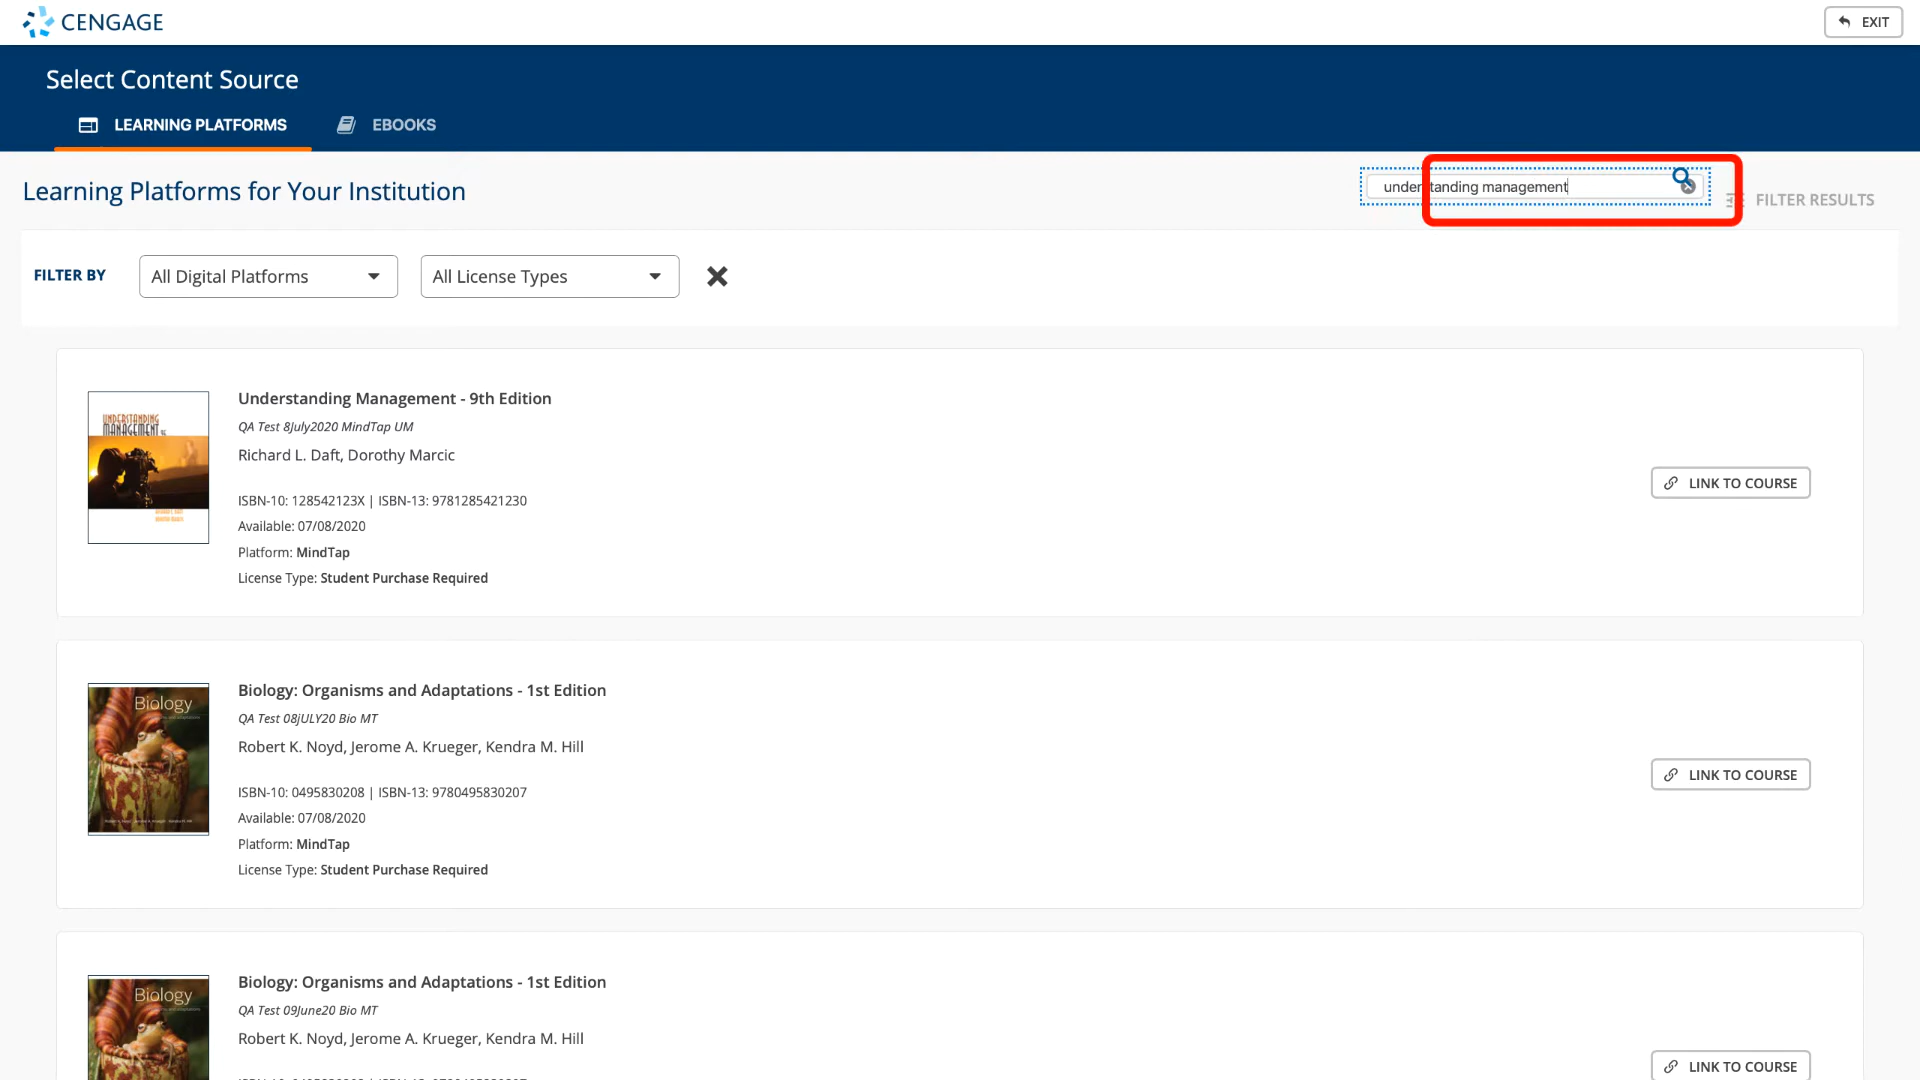 CENGAGE
EXIT
Select Content Source
LEARNING PLATFORMS
EBOOKS
Learning Platforms for Your Institution
understanding management
FILTER RESULTS
FILTER BY
All Digital Platforms
All License Types
UNDERSTANDING
MANAGEMENT 9E
Understanding Management - 9th Edition
QA Test 8July2020 MindTap UM
Richard L. Daft, Dorothy Marcic
ISBN-10: 128542123X | ISBN-13: 9781285421230
Available: 07/08/2020
Platform: MindTap
License Type: Student Purchase Required
LINK TO COURSE
Biology
Biology: Organisms and Adaptations - 1st Edition
QA Test 08jULY20 Bio MT
Robert K. Noyd, Jerome A. Krueger, Kendra M. Hill
ISBN-10: 0495830208 | ISBN-13: 9780495830207
Available: 07/08/2020
Platform: MindTap
License Type: Student Purchase Required
LINK TO COURSE
Biology
Biology: Organisms and Adaptations - 1st Edition
QA Test 09June20 Bio MT
Robert K. Noyd, Jerome A. Krueger, Kendra M. Hill
LINK TO COURSE